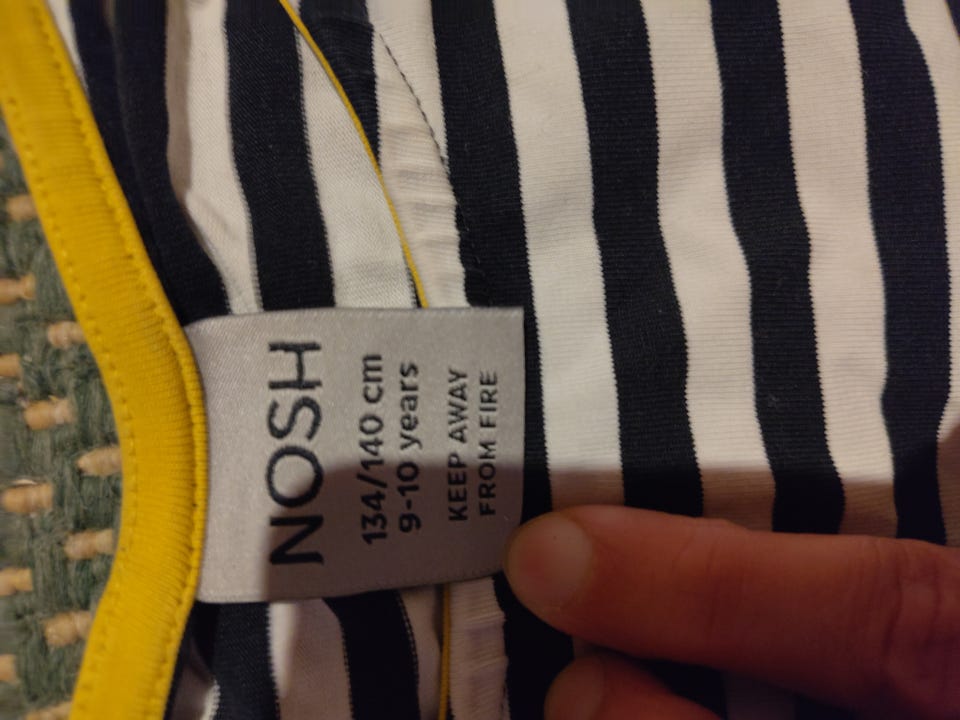 NOSH
134/140 cm
9-10 years
KEEP AWAY
FROM FIRE